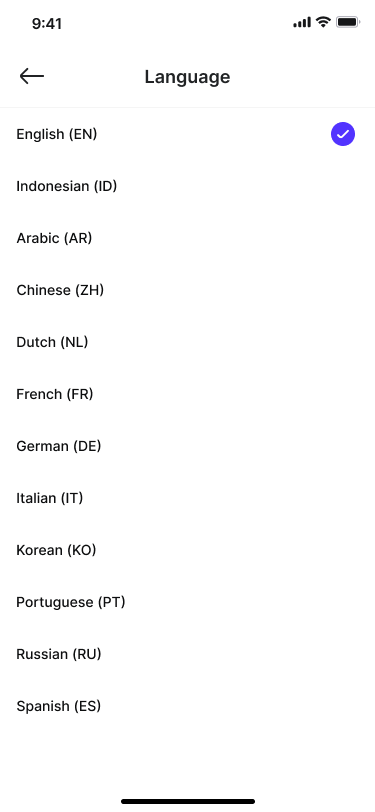 9:41
Language
English (EN)
Indonesian (ID)
Arabic (AR)
Chinese (ZH)
Dutch (NL)
French (FR)
German (DE)
Italian (IT)
Korean (KO)
Portuguese (PT)
Russian (RU)
Spanish (ES)